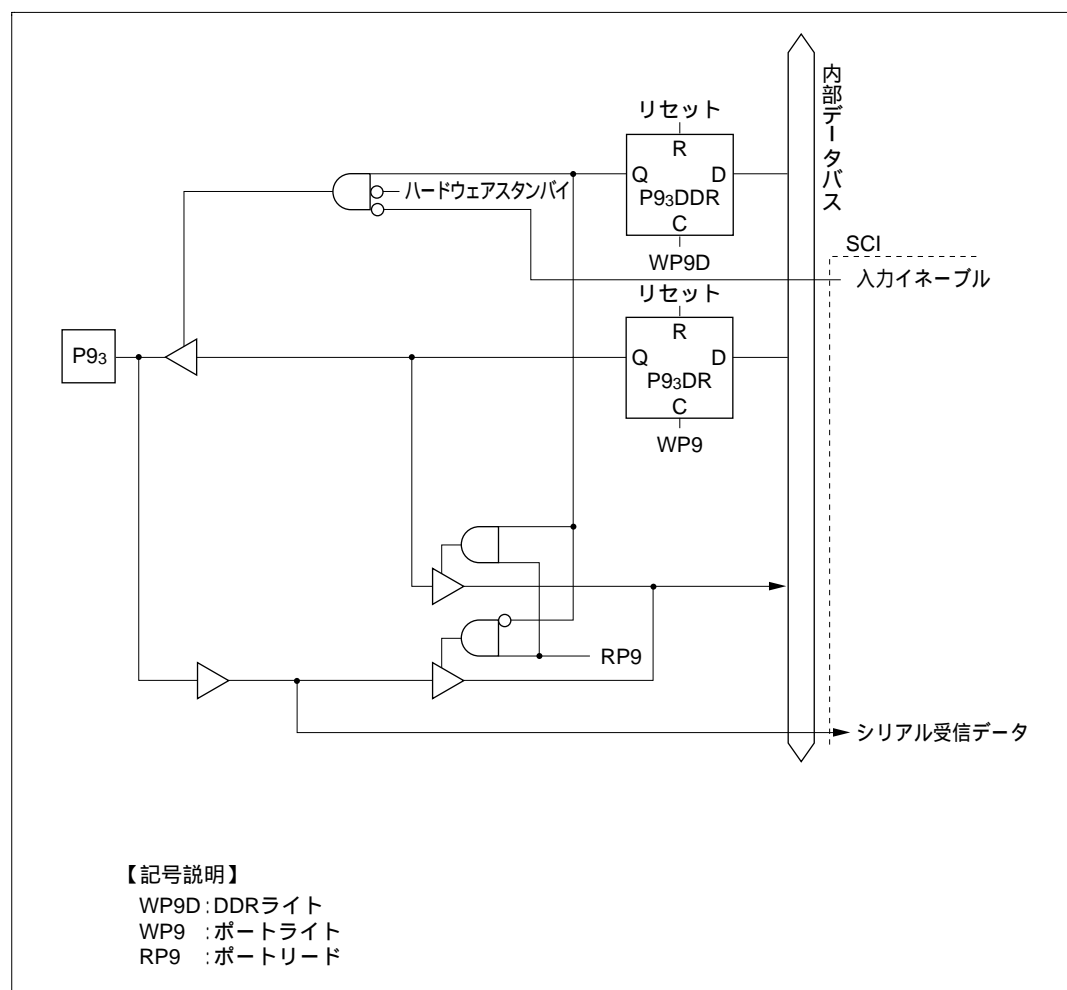 内部データバス
リセット
R
Q D
P93DDR
C
WP9D
ハードウェアスタンバイ
SCI
入力イネーブル
リセット
R
Q D
P93DR
C
WP9
P93
RP9
シリアル受信データ
【記号説明】
WP9D : DDRライト
WP9 : ポートライト
RP9 : ポートリード